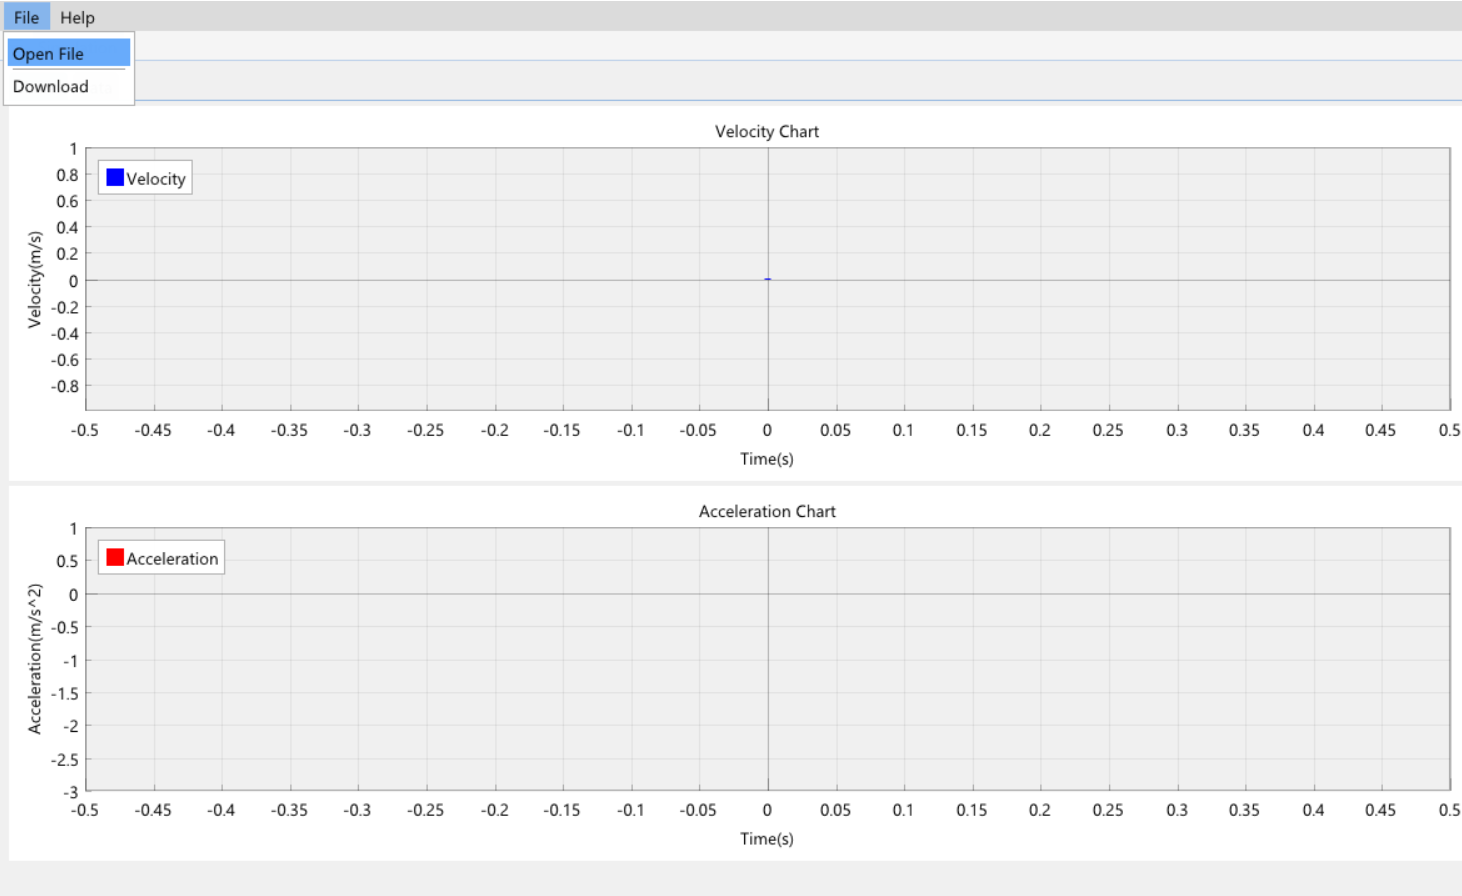 File Help
Open File
Download
Velocity Chart
1
0.8
0.6
0.4
0.2
0
-0.2
-0.4
-0.6
-0.8
Velocity(m/s)
Velocity
-0.5 -0.45 -0.4 -0.35 -0.3 -0.25 -0.2 -0.15 -0.1 -0.05 0 0.05 0.1 0.15 0.2 0.25 0.3 0.35 0.4 0.45 0.5
Time(s)
Acceleration Chart
1
0.5
0
-0.5
-1
-1.5
-2
-2.5
-3
Acceleration(m/s^2)
Acceleration
-0.5 -0.45 -0.4 -0.35 -0.3 -0.25 -0.2 -0.15 -0.1 -0.05 0 0.05 0.1 0.15 0.2 0.25 0.3 0.35 0.4 0.45 0.5
Time(s)